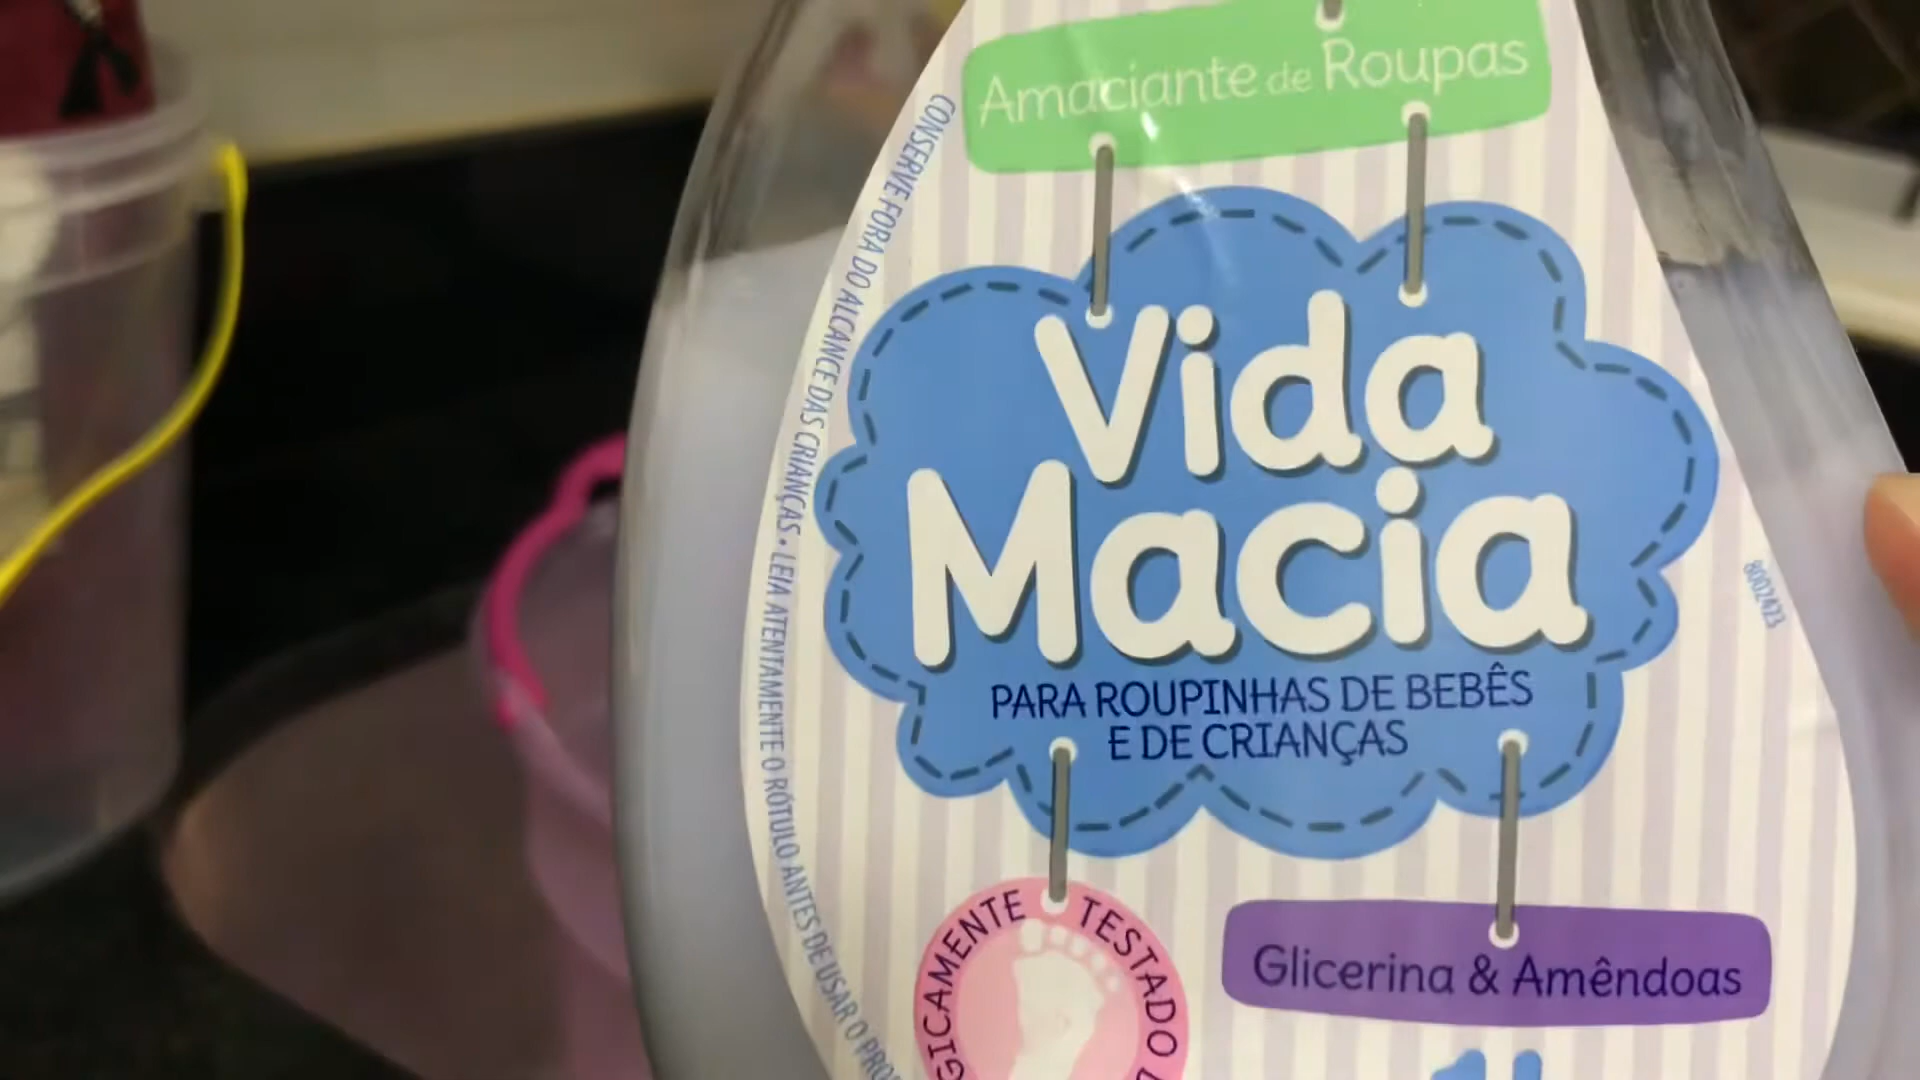 Amaciante de Roupas
CONSERVE FORA DO ALCANCE DAS CRIANÇAS • LEIA ATENTAMENTE O RÓTULO ANTES DE USAR O
Vida
Macia
PARA ROUPINHAS DE BEBÊS
E DE CRIANÇAS
8002423
TESTADO
Glicerina & Amêndoas